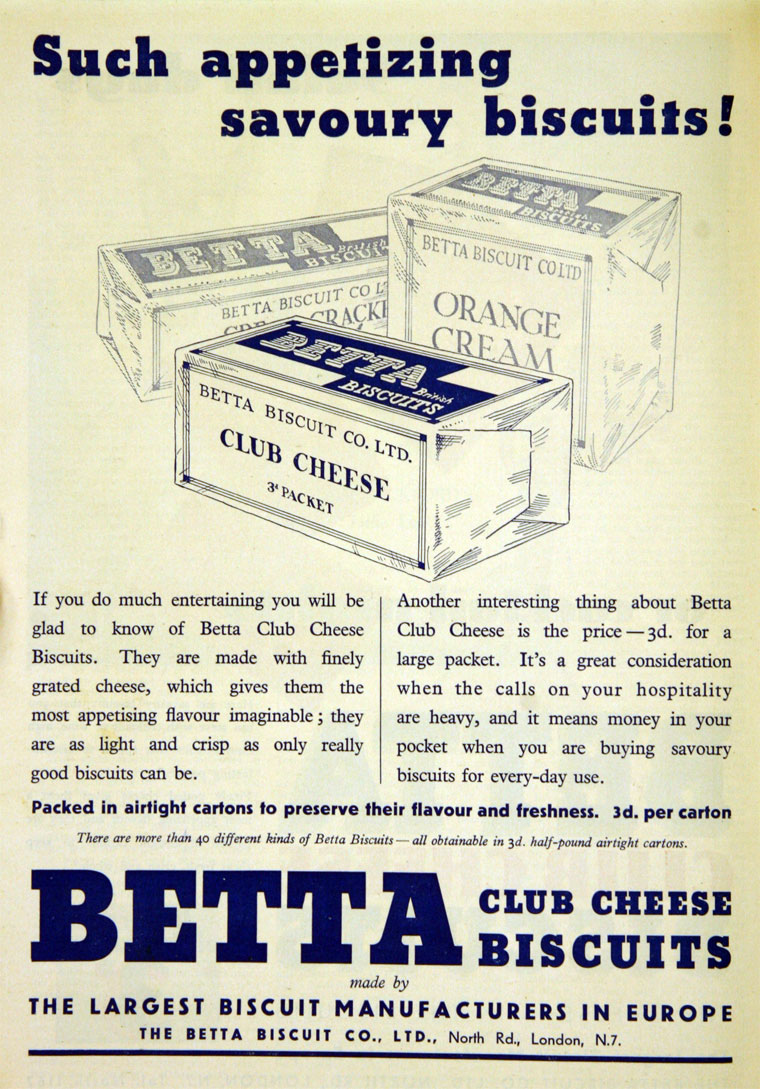 Such appetizing
savoury biscuits!
BETTA
British
BISCUITS
BETTA BISCUIT CO
CRACK
BETTA
BISCUITS
BETTA BISCUIT CO LTD
ORANGE
CREAM
BETTA
British
BISCUITS
BETTA BISCUIT CO. LTD.
CLUB CHEESE
3d PACKET
If you do much entertaining you will be
glad to know of Betta Club Cheese
Biscuits. They are made with finely
grated cheese, which gives them the
most appetising flavour imaginable ; they
are as light and crisp as only really
good biscuits can be.
Another interesting thing about Betta
Club Cheese is the price — 3d. for a
large packet. It's a great consideration
when the calls on your hospitality
are heavy, and it means money in your
pocket when you are buying savoury
biscuits for every-day use.
Packed in airtight cartons to preserve their flavour and freshness. 3d. per carton
There are more than 40 different kinds of Betta Biscuits — all obtainable in 3d. half-pound airtight cartons.
BETTA CLUB CHEESE
BISCUITS
made by
THE LARGEST BISCUIT MANUFACTURERS IN EUROPE
THE BETTA BISCUIT CO., LTD., North Rd., London, N.7.